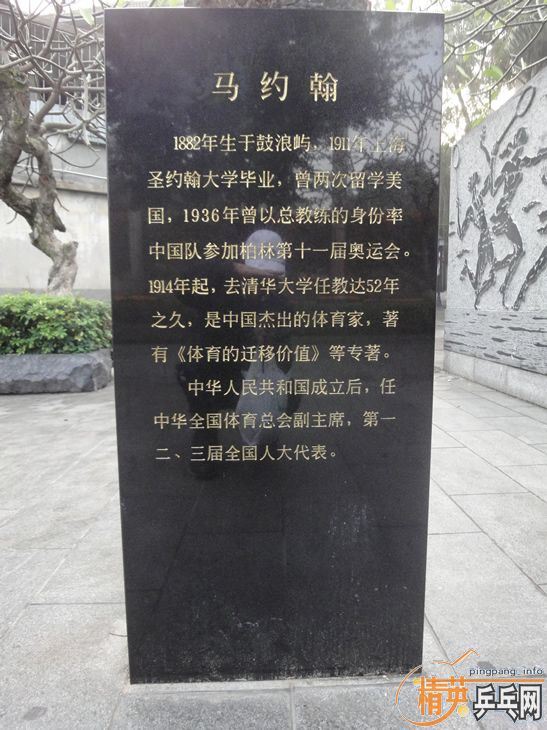 马约翰
1882年生于鼓浪屿，1911年上海
圣约翰大学毕业，曾两次留学美
国，1936年曾以总教练的身份率
中国队参加柏林第十一届奥运会。
1914年起，去清华大学任教达52年
之久，是中国杰出的体育家，著
有《体育的迁移价值》等专著。
中华人民共和国成立后，任
中华全国体育总会副主席，第一
二、三届全国人大代表。
pingpang_info
精英乒乓网